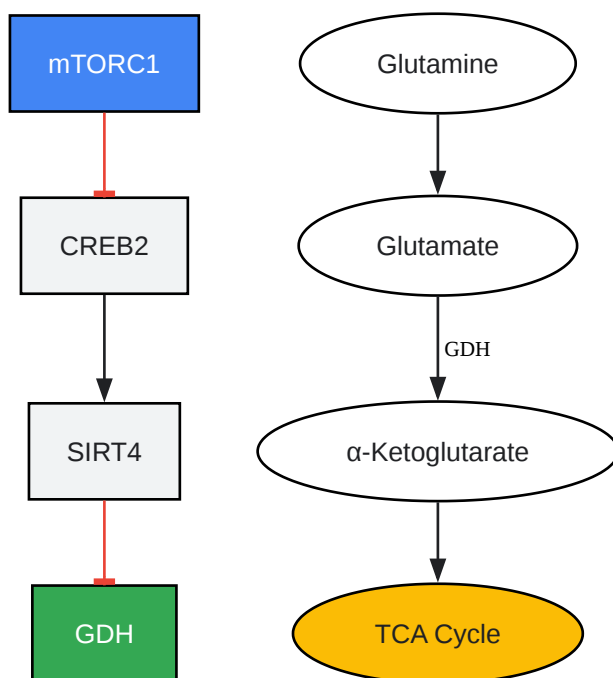 mTORC1
Glutamine
CREB2
Glutamate
GDH
SIRT4
α-Ketoglutarate
GDH
TCA Cycle